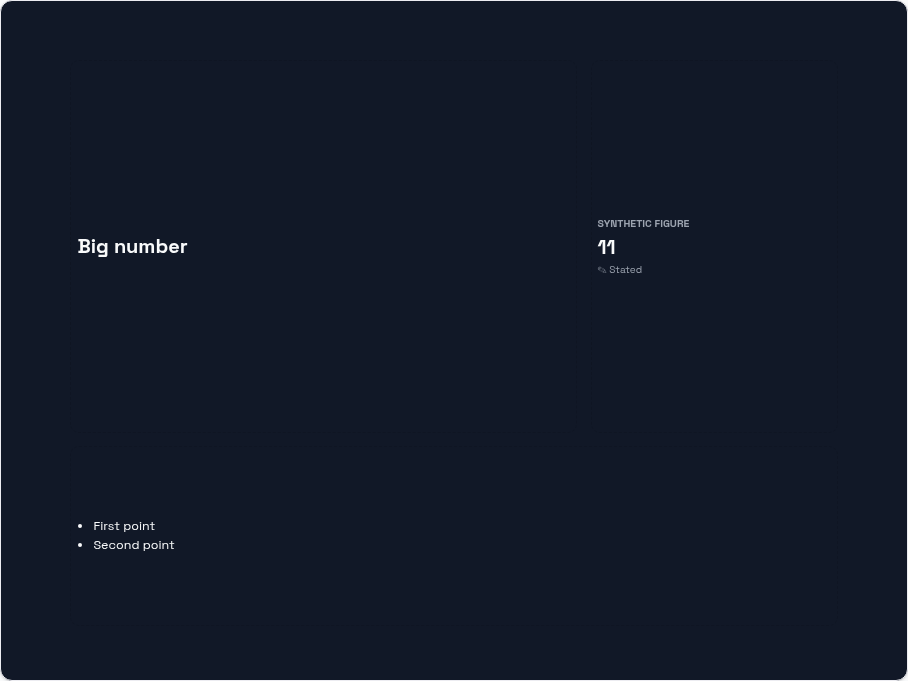 Big number
SYNTHETIC FIGURE
11
✎ Stated
• First point
• Second point